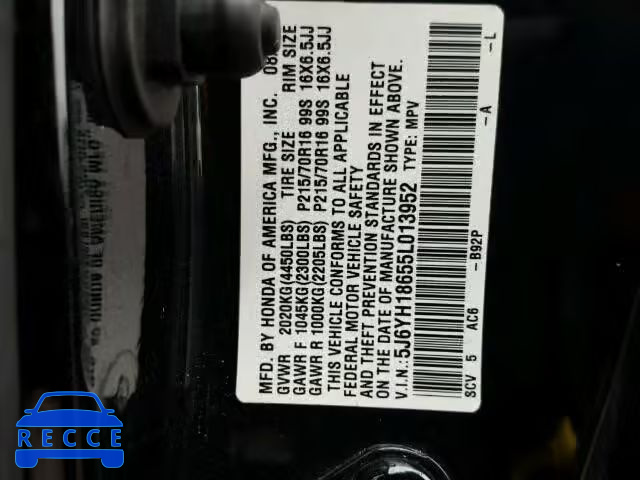 MFD. BY HONDA OF AMERICA MFG., INC. 08
GVWR 2020KG(4450LBS) TIRE SIZE RIM SIZE
GAWR F 1045KG(2300LBS) P215/70R16 99S 16X6.5JJ
GAWR R 1000KG(2205LBS) P215/70R16 99S 16X6.5JJ
THIS VEHICLE CONFORMS TO ALL APPLICABLE
FEDERAL MOTOR VEHICLE SAFETY
AND THEFT PREVENTION STANDARDS IN EFFECT
ON THE DATE OF MANUFACTURE SHOWN ABOVE.
V.I.N.: 5J6YH18655L013952 TYPE: MPV
SCV 5 AC6 -B92P -A -L
RECCE